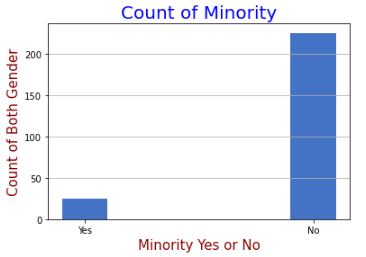 Count of Minority
Count of Both Gender
200
150
100
50
0
Yes
No
Minority Yes or No